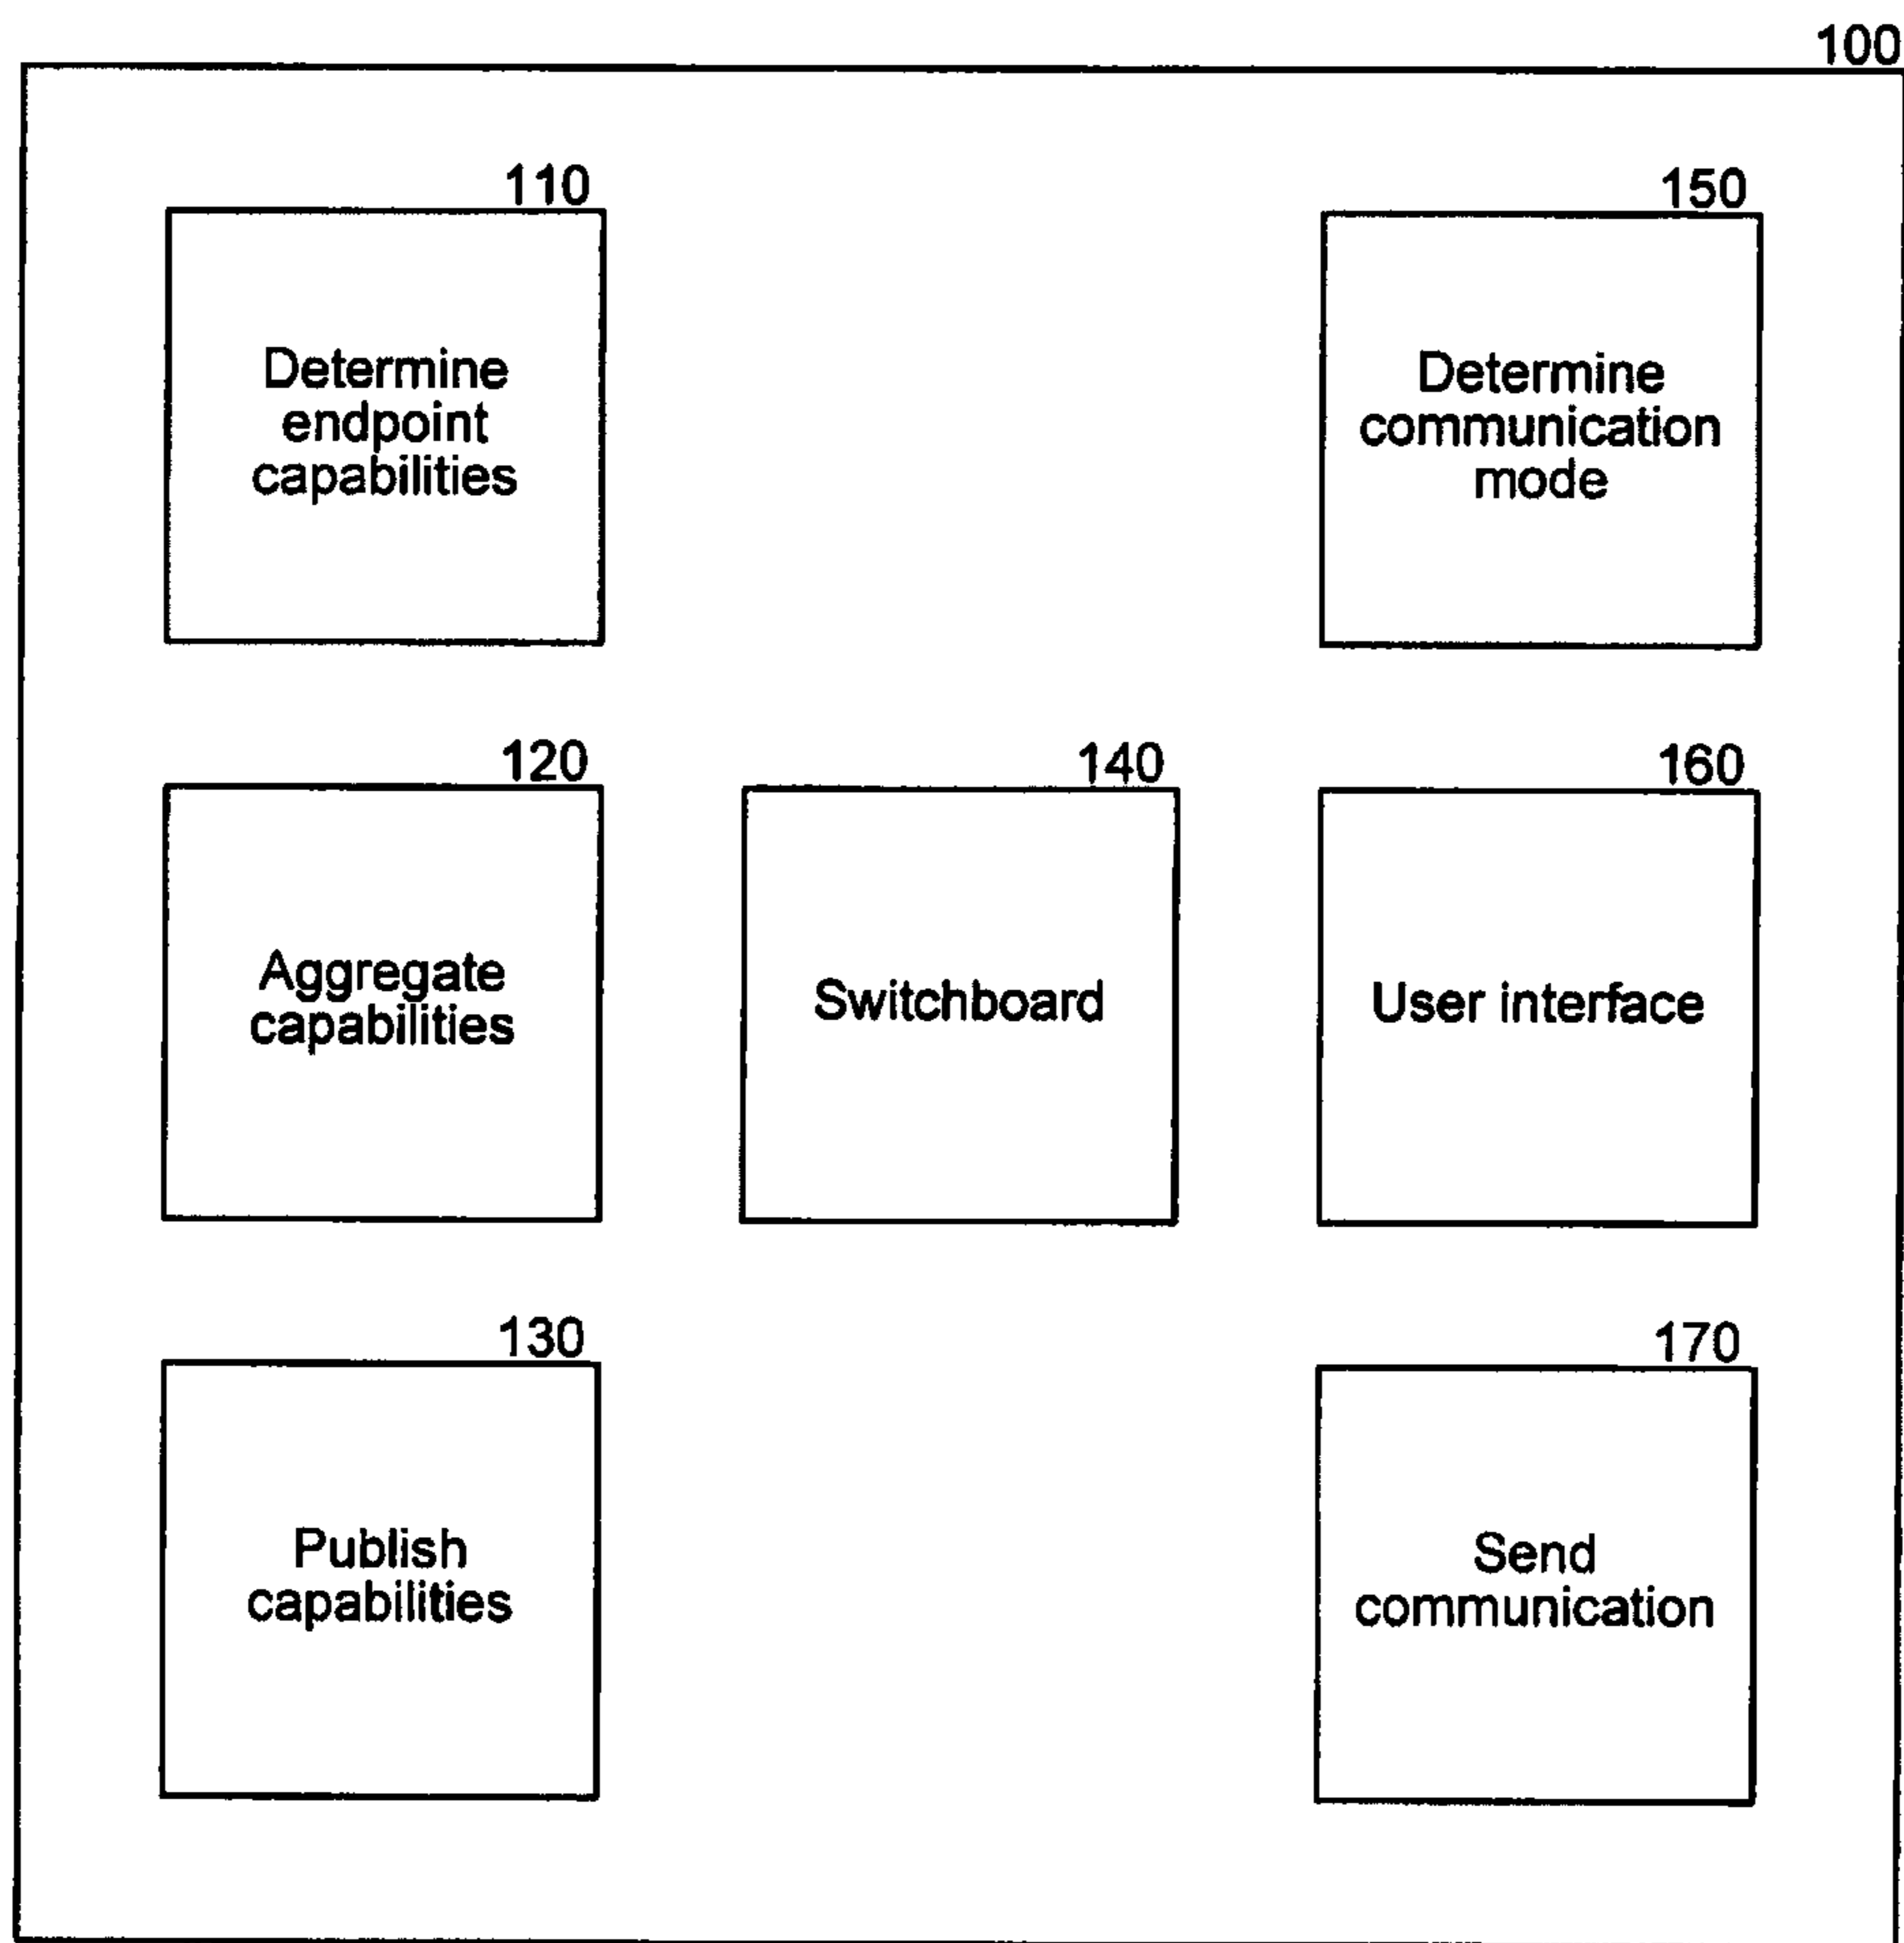 100
110
Determine
endpoint
capabilities
150
Determine
communication
mode
120
Aggregate
capabilities
140
Switchboard
160
User interface
130
Publish
capabilities
170
Send
communication